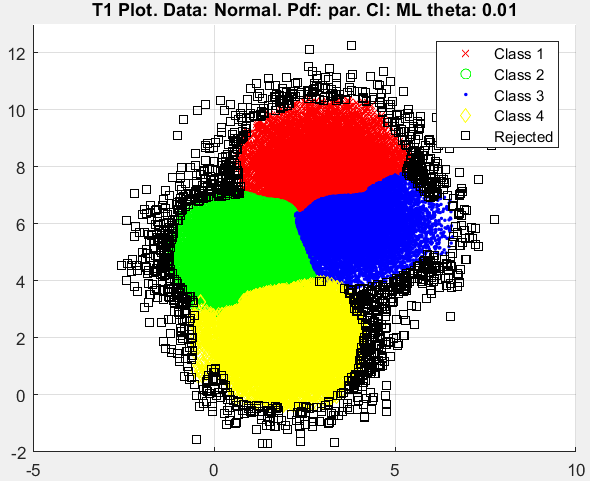 T1 Plot. Data: Normal. Pdf: par. Cl: ML theta: 0.01
12
10
8
6
4
2
0
-2
-5
0
5
10
Class 1
Class 2
Class 3
Class 4
Rejected